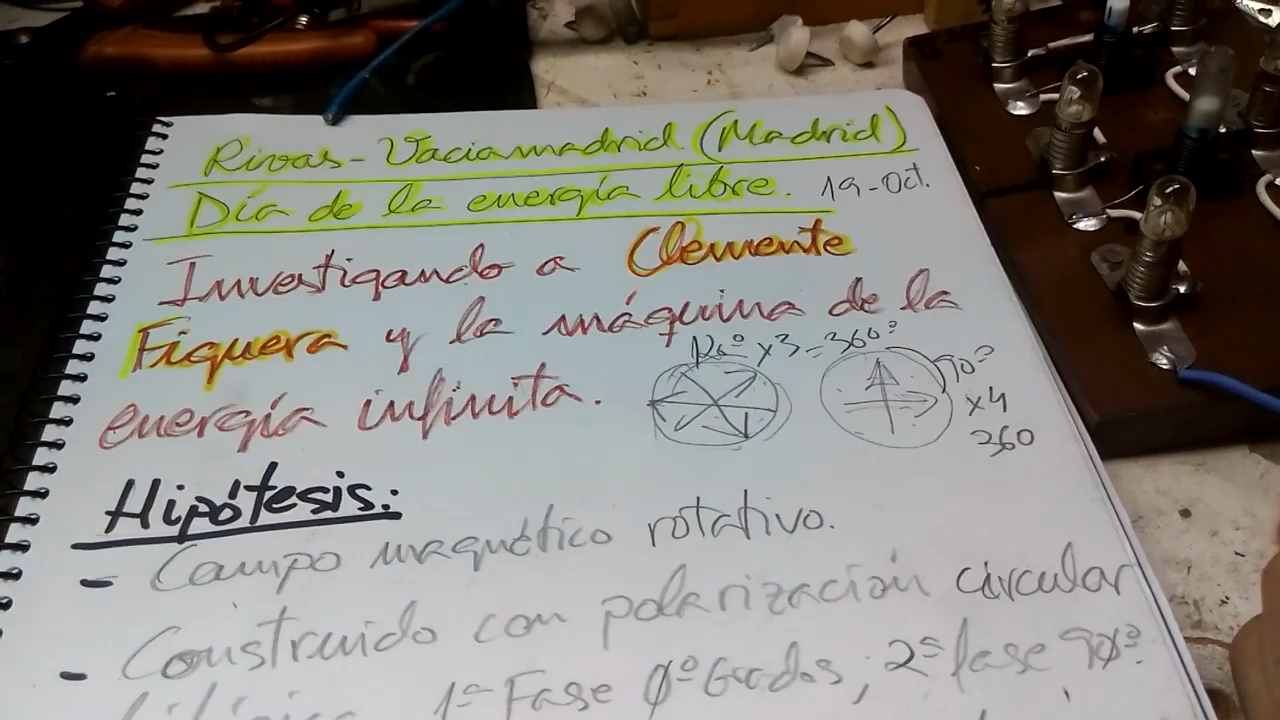 Rivas-Vaciamadrid (Madrid)
Día de la energía libre. 19-Oct.
Investigando a Clemente
Figuera y la máquina de la
energía infinita.
120º x3=360º
90º
x4
360
Hipótesis:
- Campo magnético rotativo.
- Construido con polarización circular
1ª Fase 0º Grados; 2ª fase 90º.